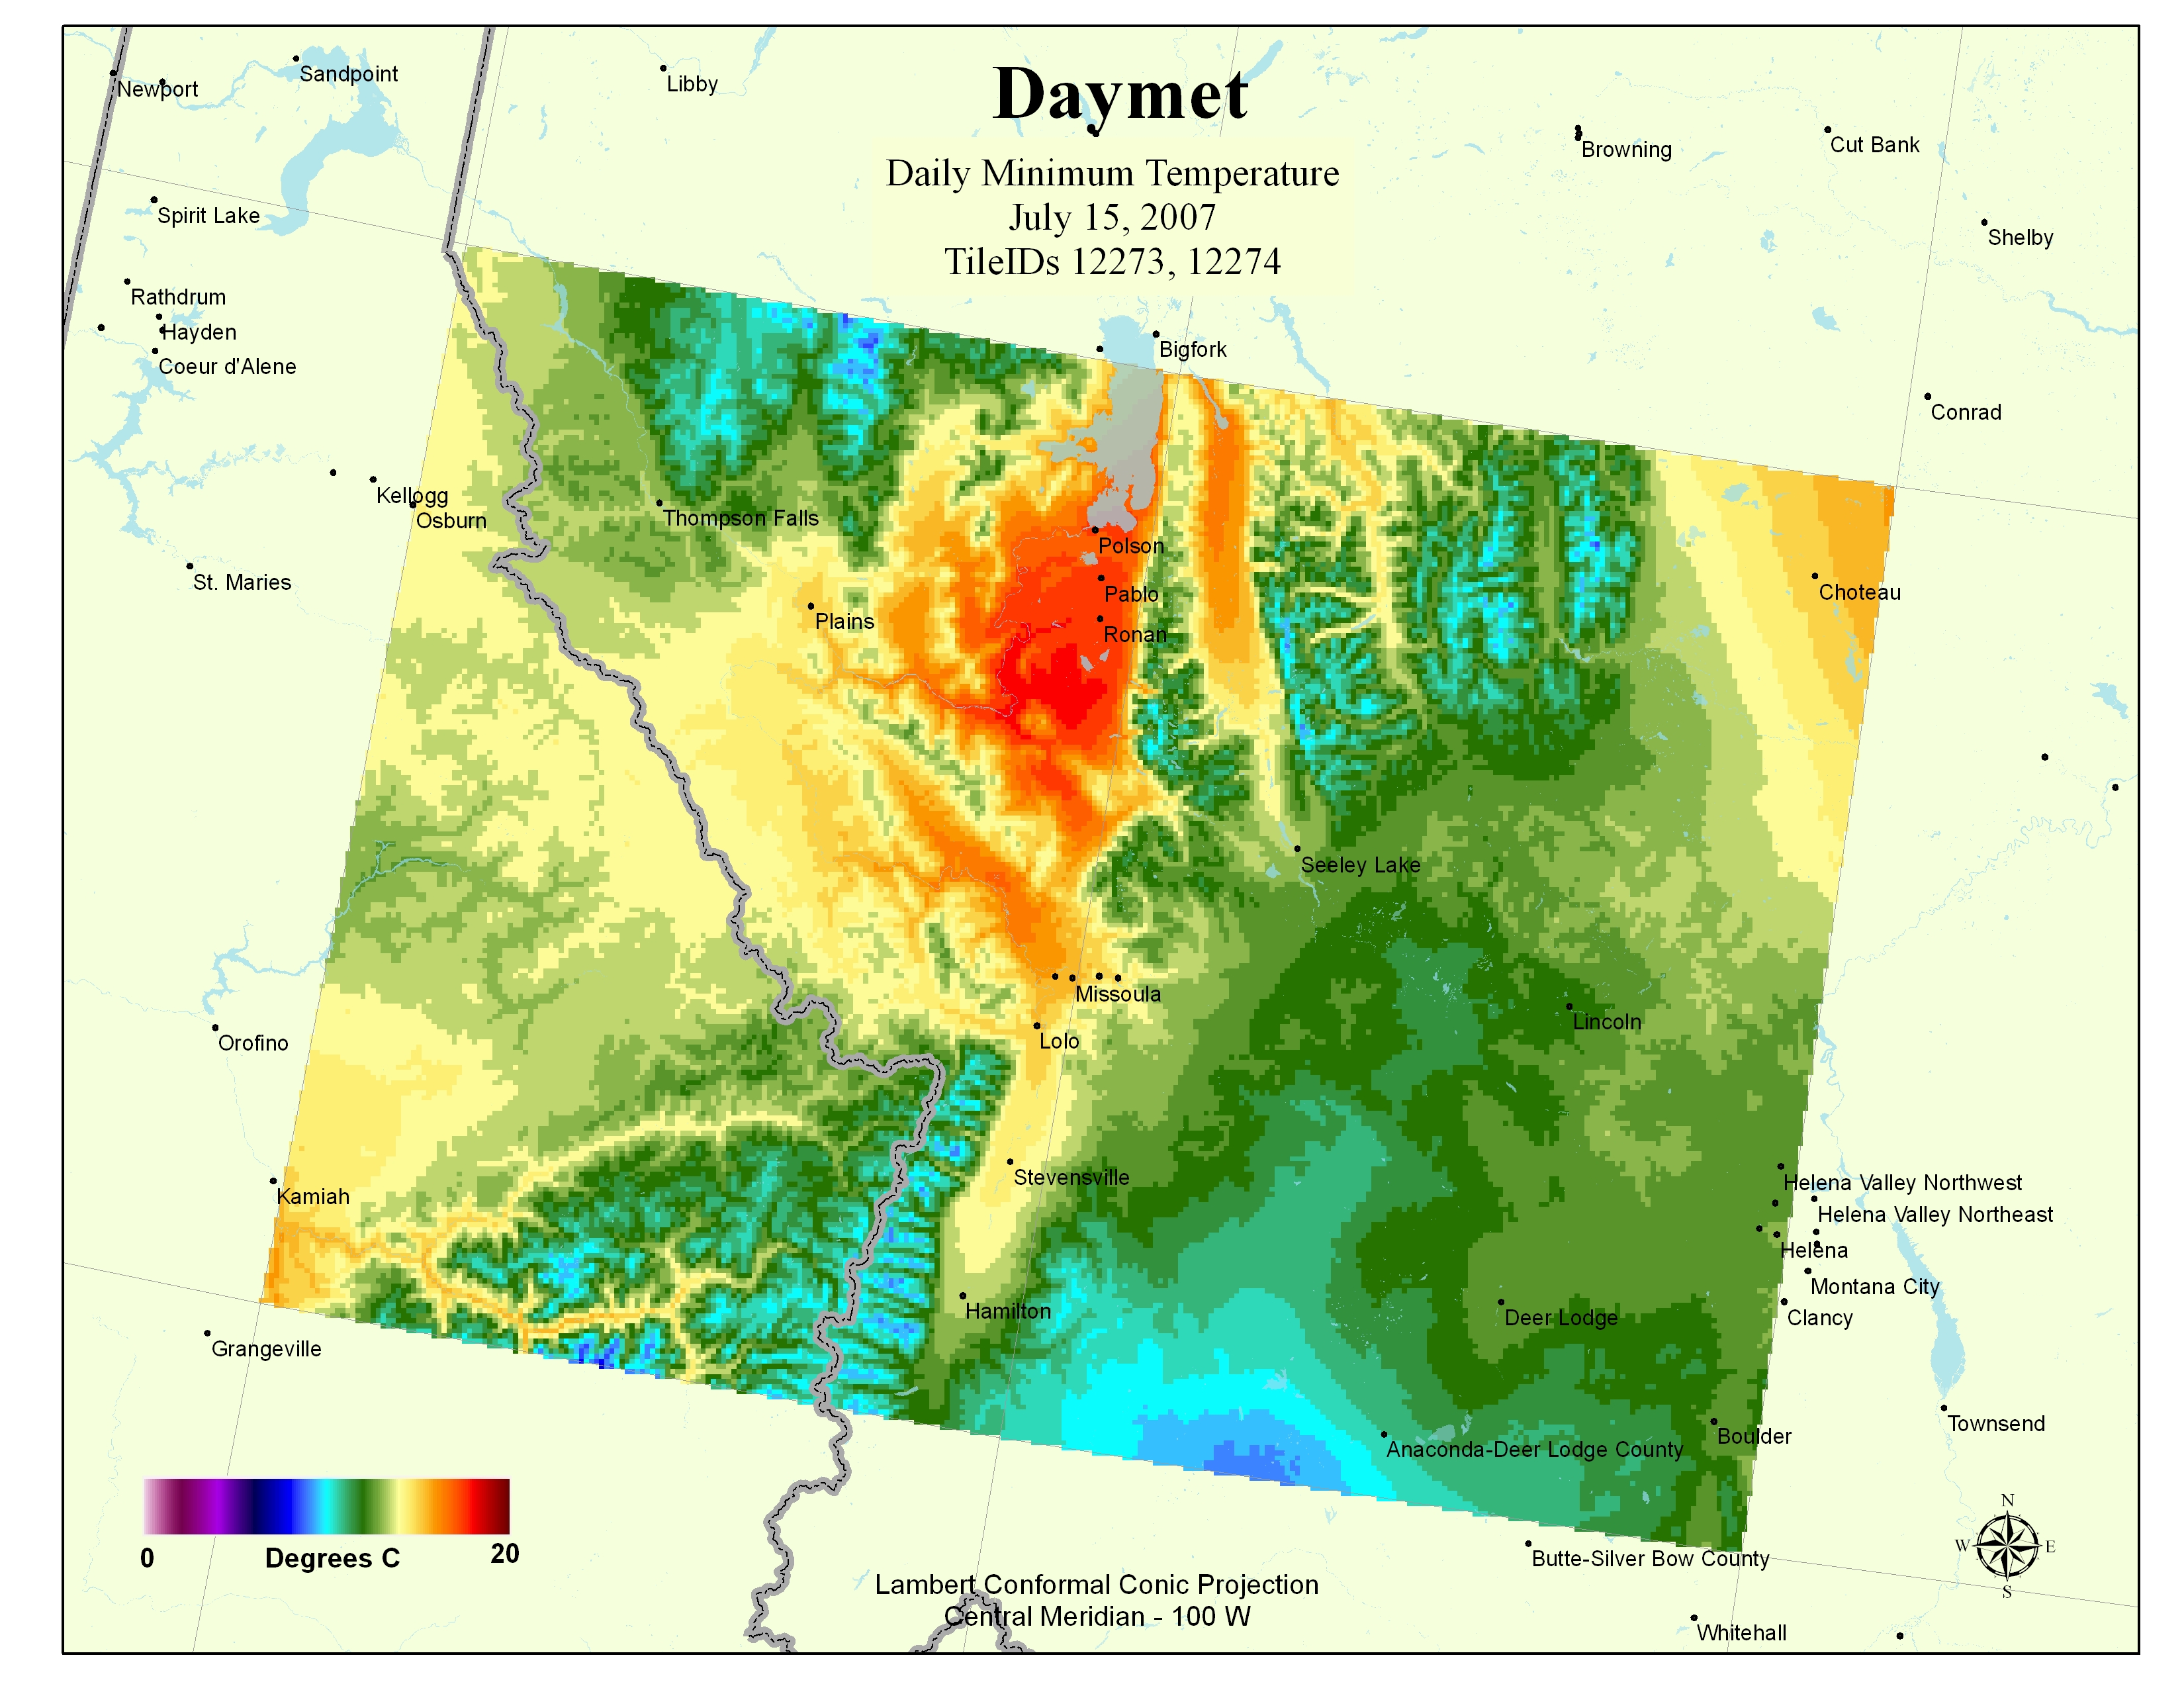 Daymet
Daily Minimum Temperature
July 15, 2007
TileIDs 12273, 12274
Newport
Sandpoint
Libby
Browning
Cut Bank
Spirit Lake
Shelby
Rathdrum
Hayden
Coeur d'Alene
Bigfork
Conrad
Kellogg
Osburn
Thompson Falls
Polson
St. Maries
Pablo
Choteau
Plains
Ronan
Seeley Lake
Missoula
Lincoln
Orofino
Lolo
Stevensville
Kamiah
Helena Valley Northwest
Helena Valley Northeast
Helena
Montana City
Hamilton
Deer Lodge
Clancy
Grangeville
Townsend
Boulder
Anaconda-Deer Lodge County
Butte-Silver Bow County
Whitehall
0
Degrees C
20
Lambert Conformal Conic Projection
Central Meridian - 100 W
N
W
E
S